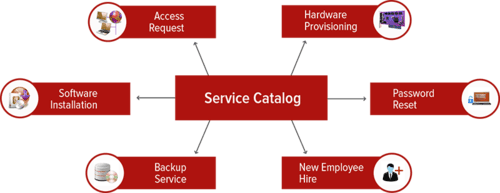 Access
Request
Hardware
Provisioning
Software
Installation
Service Catalog
Password
Reset
Backup
Service
New Employee
Hire